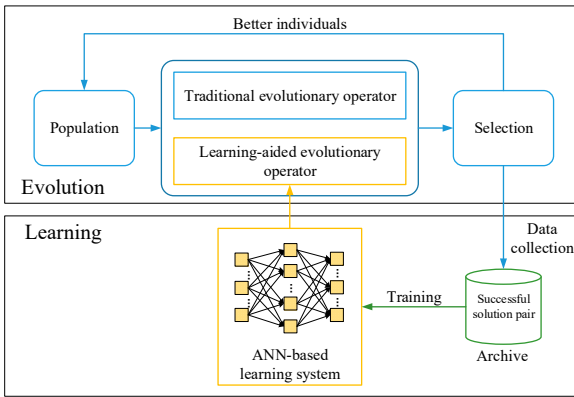 Better individuals
Traditional evolutionary operator
Population
Selection
Learning-aided evolutionary
operator
Evolution
Learning
Data
collection
Training
Successful
solution pair
ANN-based
learning system
Archive